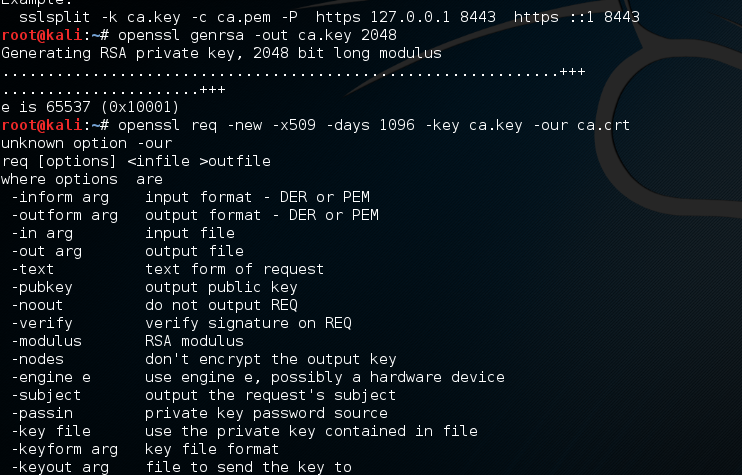 Example:
sslsplit -k ca.key -c ca.pem -P  https 127.0.0.1 8443  https ::1 8443
root@kali:~# openssl genrsa -out ca.key 2048
Generating RSA private key, 2048 bit long modulus
.............................................................+++
......................+++
e is 65537 (0x10001)
root@kali:~# openssl req -new -x509 -days 1096 -key ca.key -our ca.crt
unknown option -our
req [options] <infile >outfile
where options  are
-inform arg    input format - DER or PEM
-outform arg   output format - DER or PEM
-in arg        input file
-out arg       output file
-text          text form of request
-pubkey        output public key
-noout         do not output REQ
-verify        verify signature on REQ
-modulus       RSA modulus
-nodes         don't encrypt the output key
-engine e      use engine e, possibly a hardware device
-subject       output the request's subject
-passin        private key password source
-key file      use the private key contained in file
-keyform arg   key file format
-keyout arg    file to send the key to